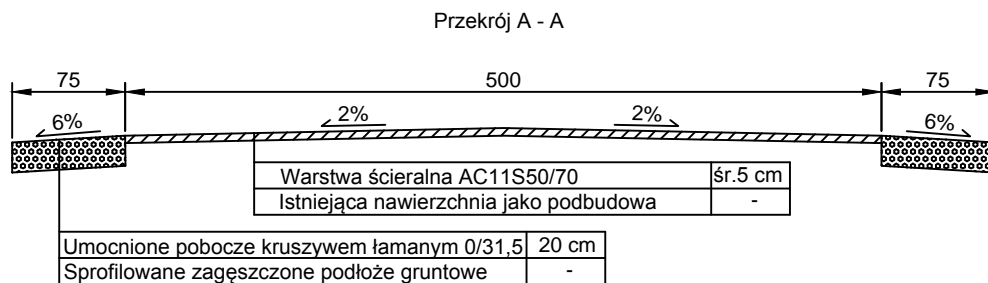 Przekrój A - A
75 500 75
6% 2% 2% 6%
Warstwa ścieralna AC11S50/70 śr.5 cm
Istniejąca nawierzchnia jako podbudowa -
Umocnione pobocze kruszywem łamanym 0/31,5 20 cm
Sprofilowane zagęszczone podłoże gruntowe -